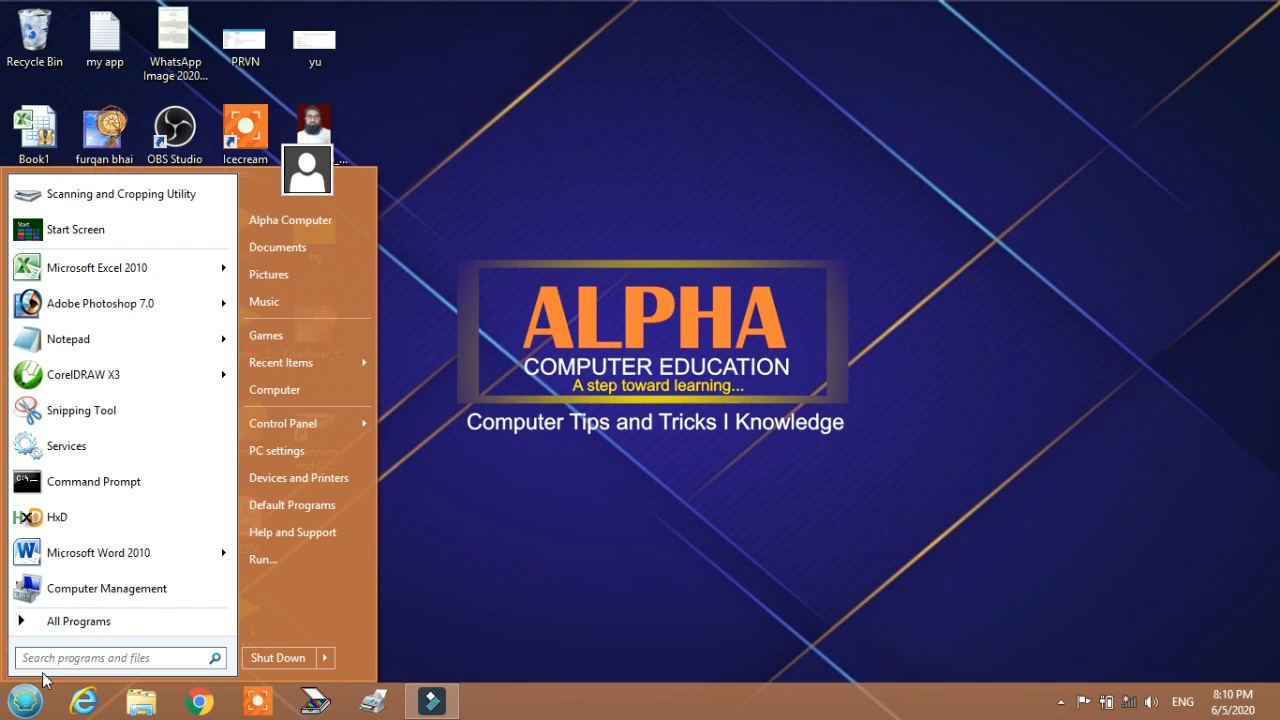 Recycle Bin
my app
WhatsApp
Image 2020...
PRVN
yu
Book1
furqan bhai
OBS Studio
Icecream
Scanning and Cropping Utility
Start
Start Screen
Microsoft Excel 2010
Adobe Photoshop 7.0
Notepad
CorelDRAW X3
Snipping Tool
Services
Command Prompt
HxD
Microsoft Word 2010
Computer Management
All Programs
Search programs and files
Alpha Computer
Documents
Pictures
Music
Games
Recent Items
Computer
Control Panel
PC settings
Devices and Printers
Default Programs
Help and Support
Run...
Shut Down
ALPHA
COMPUTER EDUCATION
A step toward learning...
Computer Tips and Tricks I Knowledge
ENG
8:10 PM
6/5/2020